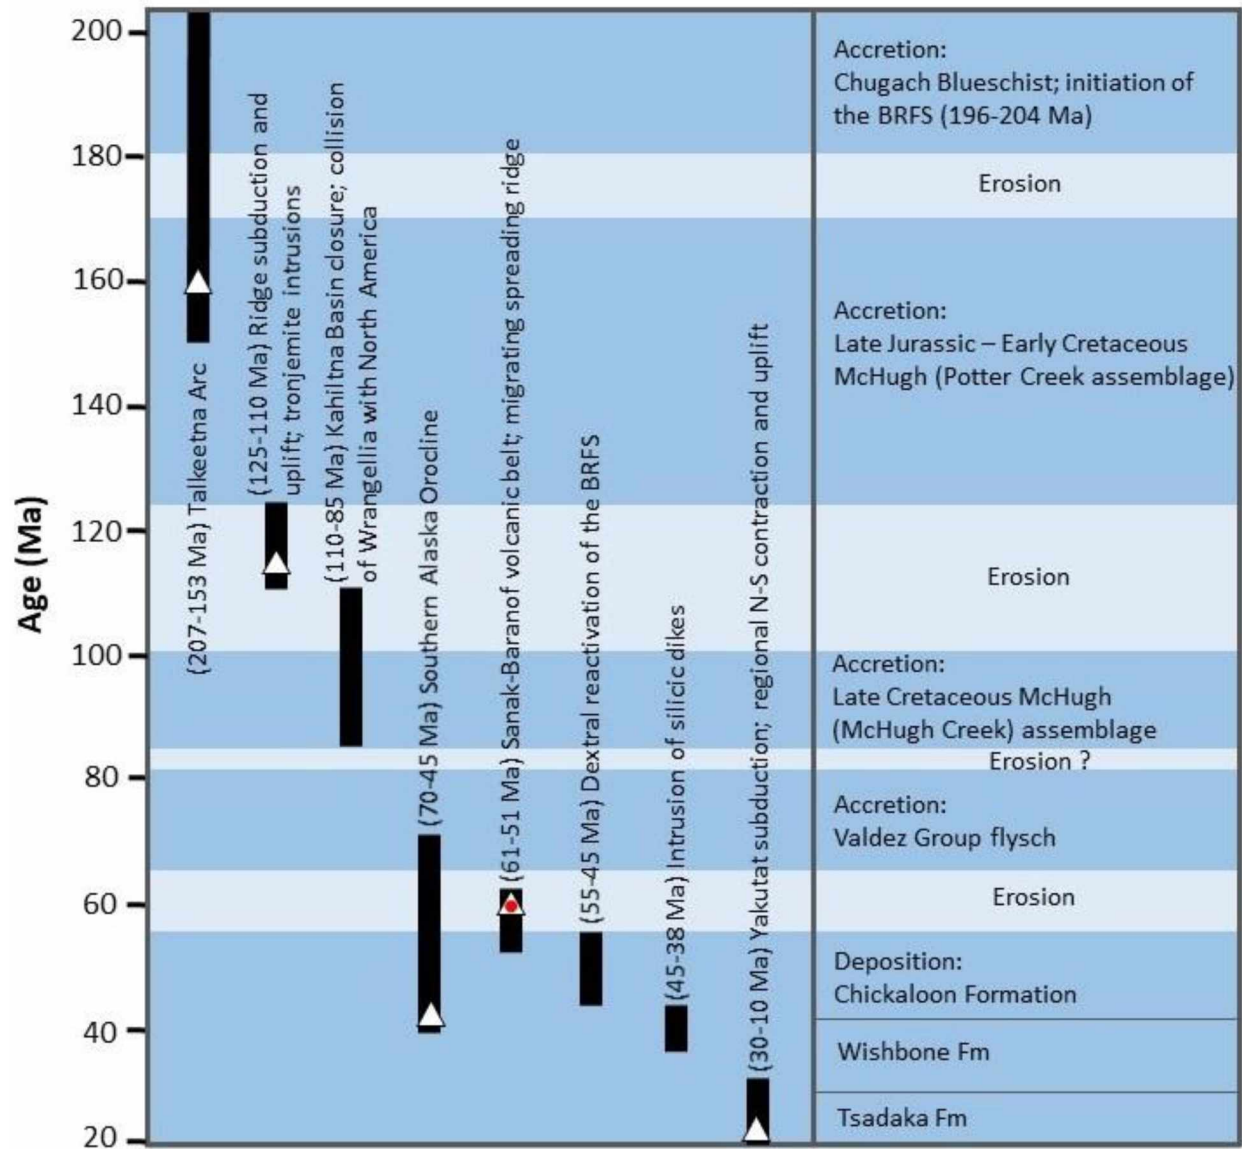 Age (Ma)
200
180
160
140
120
100
80
60
40
20
(207-153 Ma) Talkeetna Arc
(125-110 Ma) Ridge subduction and
uplift; tronjemite intrusions
(110-85 Ma) Kahiltna Basin closure; collision
of Wrangellia with North America
(70-45 Ma) Southern Alaska Orocline
(61-51 Ma) Sanak-Baranof volcanic belt; migrating spreading ridge
(55-45 Ma) Dextral reactivation of the BRFS
(45-38 Ma) Intrusion of silicic dikes
(30-10 Ma) Yakutat subduction; regional N-S contraction and uplift
Accretion:
Chugach Blueschist; initiation of
the BRFS (196-204 Ma)
Erosion
Accretion:
Late Jurassic – Early Cretaceous
McHugh (Potter Creek assemblage)
Erosion
Accretion:
Late Cretaceous McHugh
(McHugh Creek) assemblage
Erosion ?
Accretion:
Valdez Group flysch
Erosion
Deposition:
Chickaloon Formation
Wishbone Fm
Tsadaka Fm